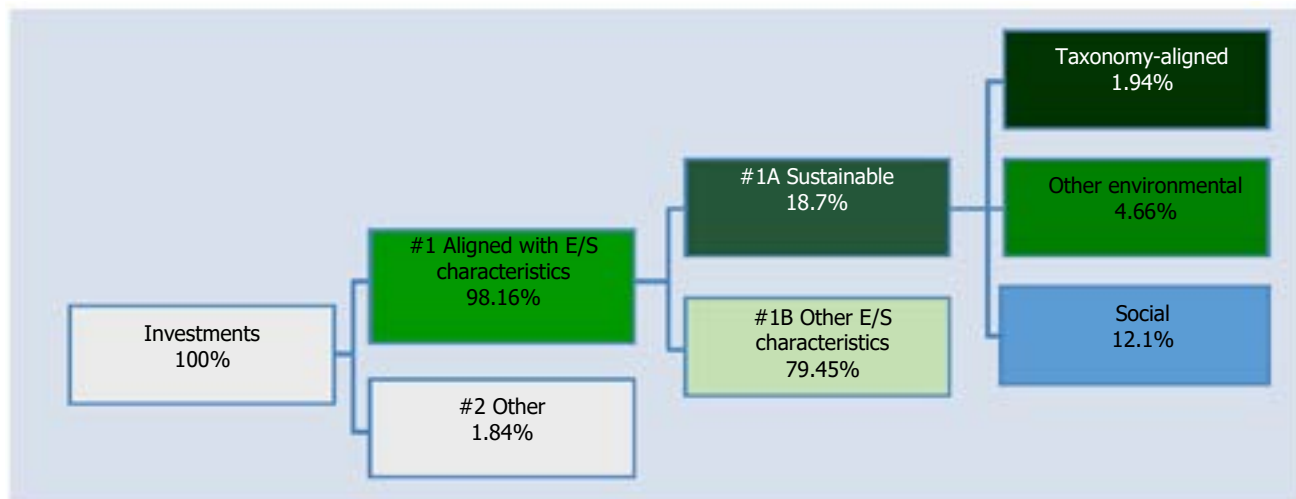 Investments
100%
#1 Aligned with E/S
characteristics
98.16%
#2 Other
1.84%
#1A Sustainable
18.7%
#1B Other E/S
characteristics
79.45%
Taxonomy-aligned
1.94%
Other environmental
4.66%
Social
12.1%